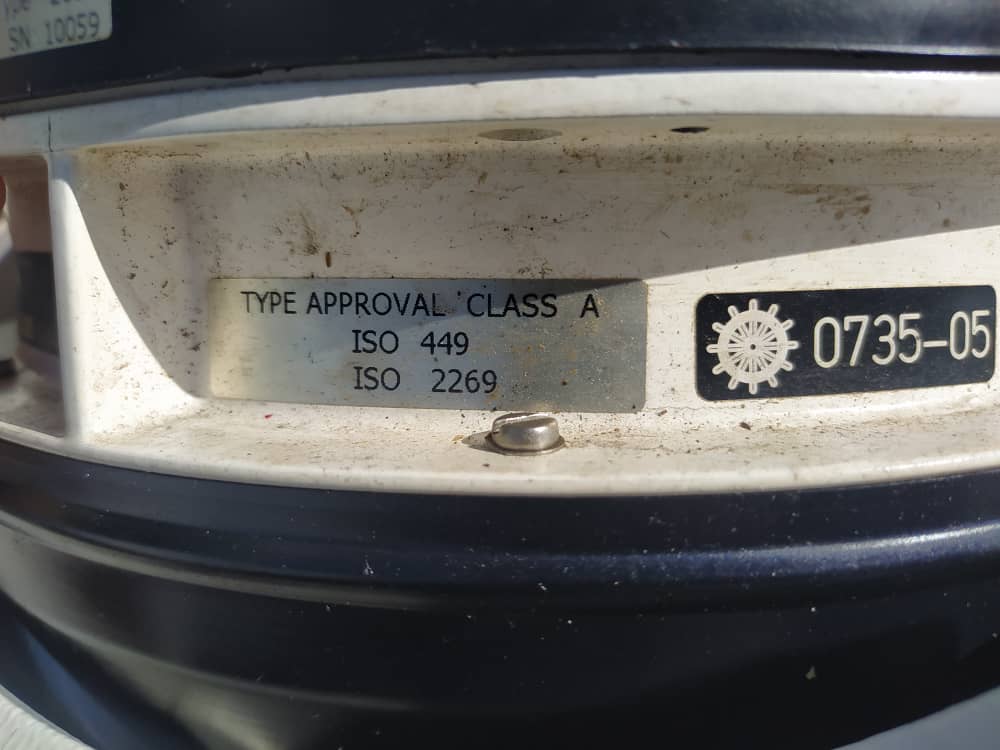 SN 10059
TYPE APPROVAL CLASS A
ISO 449
ISO 2269
0735-05